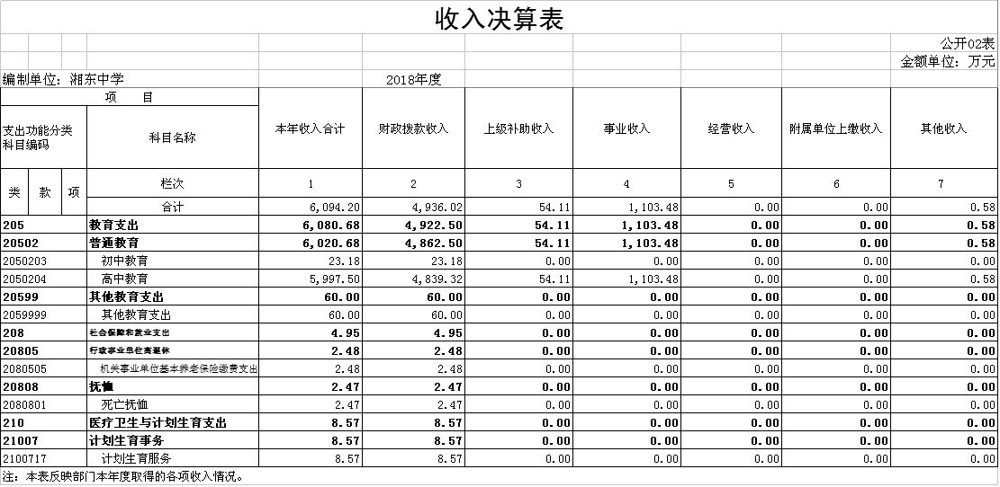 收入决算表
公开02表
金额单位：万元
编制单位：湘东中学 2018年度
项 目 本年收入合计 财政拨款收入 上级补助收入 事业收入 经营收入 附属单位上缴收入 其他收入
支出功能分类
科目编码
科目名称
类 款 项 栏次 1 2 3 4 5 6 7
合计 6,094.20 4,936.02 54.11 1,103.48 0.00 0.00 0.58
205 教育支出 6,080.68 4,922.50 54.11 1,103.48 0.00 0.00 0.58
20502 普通教育 6,020.68 4,862.50 54.11 1,103.48 0.00 0.00 0.58
2050203 初中教育 23.18 23.18 0.00 0.00 0.00 0.00 0.00
2050204 高中教育 5,997.50 4,839.32 54.11 1,103.48 0.00 0.00 0.58
20599 其他教育支出 60.00 60.00 0.00 0.00 0.00 0.00 0.00
2059999 其他教育支出 60.00 60.00 0.00 0.00 0.00 0.00 0.00
208 社会保障和就业支出 4.95 4.95 0.00 0.00 0.00 0.00 0.00
20805 行政事业单位离退休 2.48 2.48 0.00 0.00 0.00 0.00 0.00
2080505 机关事业单位基本养老保险缴费支出 2.48 2.48 0.00 0.00 0.00 0.00 0.00
20808 抚恤 2.47 2.47 0.00 0.00 0.00 0.00 0.00
2080801 死亡抚恤 2.47 2.47 0.00 0.00 0.00 0.00 0.00
210 医疗卫生与计划生育支出 8.57 8.57 0.00 0.00 0.00 0.00 0.00
21007 计划生育事务 8.57 8.57 0.00 0.00 0.00 0.00 0.00
2100717 计划生育服务 8.57 8.57 0.00 0.00 0.00 0.00 0.00
注：本表反映部门本年度取得的各项收入情况。